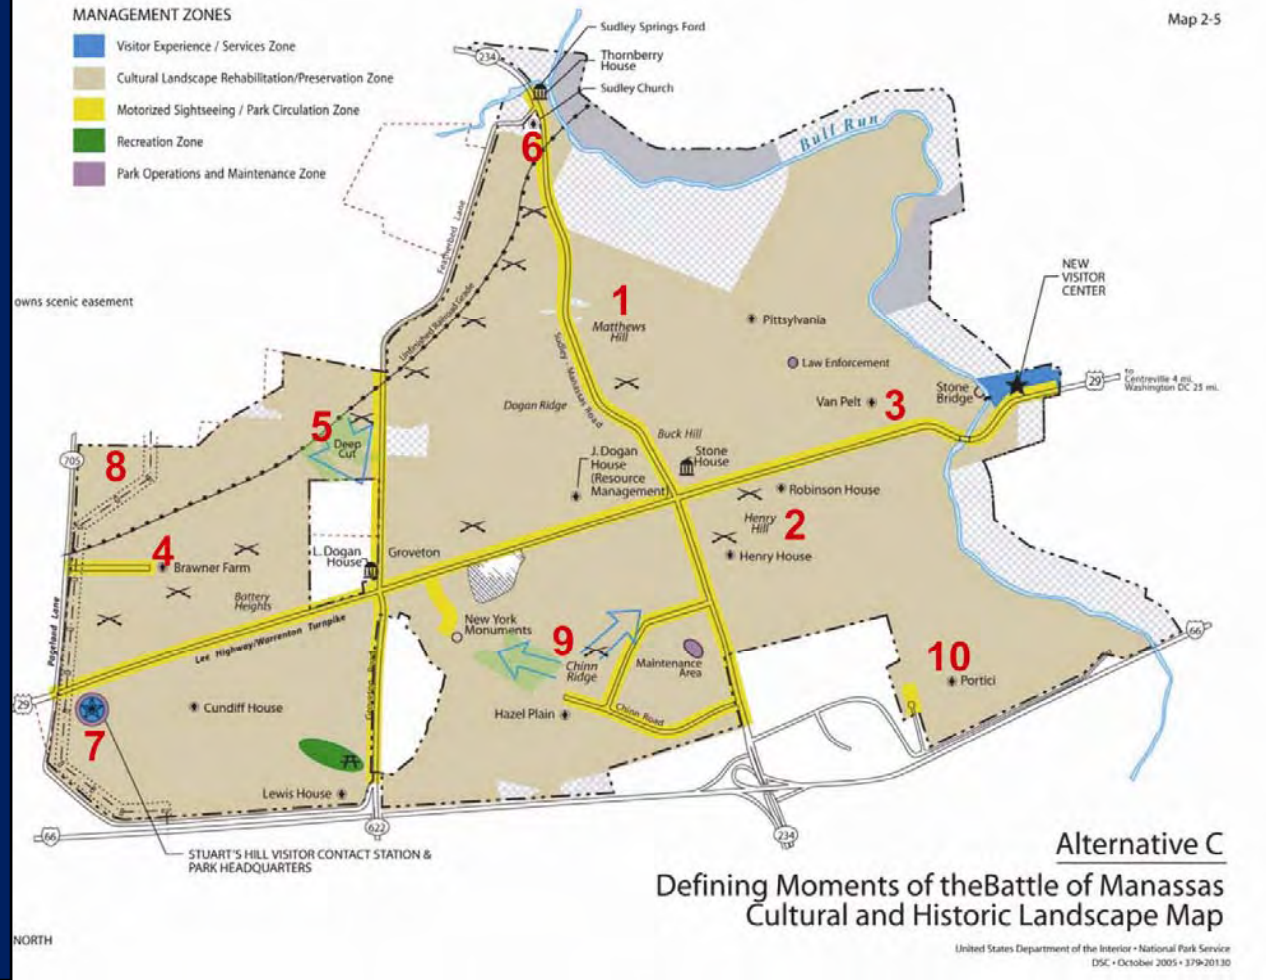 MANAGEMENT ZONES
Visitor Experience / Services Zone
Cultural Landscape Rehabilitation/Preservation Zone
Motorized Sightseeing / Park Circulation Zone
Recreation Zone
Park Operations and Maintenance Zone
Map 2-5
234
Sudley Springs Ford
Thornberry
House
Sudley Church
6
Bull Run
Featherbed Lane
owns scenic easement
Unfinished Railroad Grade
Sudley - Manassas Road
1
Matthews
Hill
Pittsylvania
Law Enforcement
NEW
VISITOR
CENTER
Stone
Bridge
29
to
Centreville 4 mi.
Washington DC 25 mi.
Van Pelt
3
Dogan Ridge
Buck Hill
Stone
House
J. Dogan
House
(Resource
Management)
5
Deep
Cut
705
8
Robinson House
Henry
Hill
2
Henry House
4
Brawner Farm
L. Dogan
House
Groveton
Battery
Heights
Lee Highway/Warrenton Turnpike
Pageland Lane
New York
Monuments
9
Chinn
Ridge
Maintenance
Area
10
Portici
66
29
7
Cundiff House
Hazel Plain
Chinn Road
Lewis House
66
622
234
STUART'S HILL VISITOR CONTACT STATION &
PARK HEADQUARTERS
Alternative C
Defining Moments of theBattle of Manassas
Cultural and Historic Landscape Map
NORTH
United States Department of the Interior • National Park Service
DSC • October 2005 • 379•20130